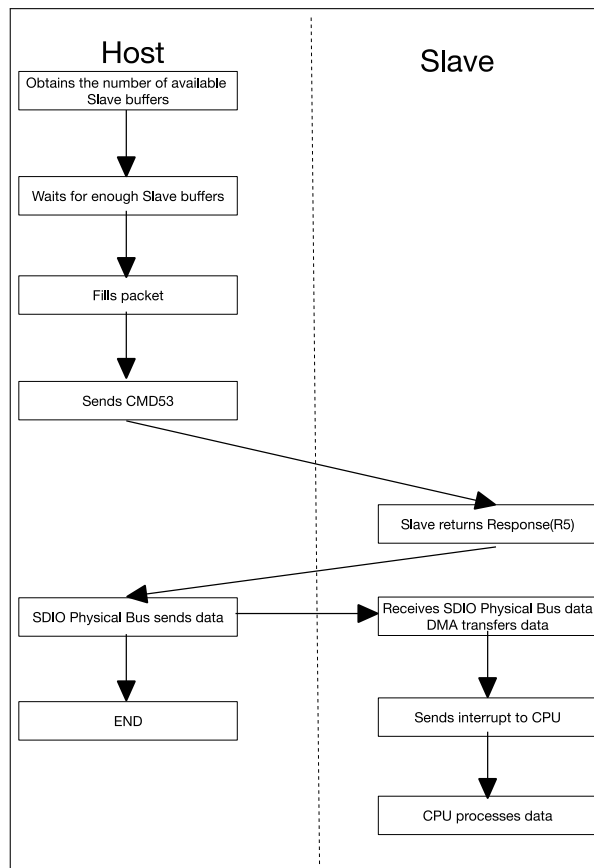 Host
Slave
Obtains the number of available
Slave buffers
Waits for enough Slave buffers
Fills packet
Sends CMD53
Slave returns Response(R5)
SDIO Physical Bus sends data
Receives SDIO Physical Bus data
DMA transfers data
END
Sends interrupt to CPU
CPU processes data